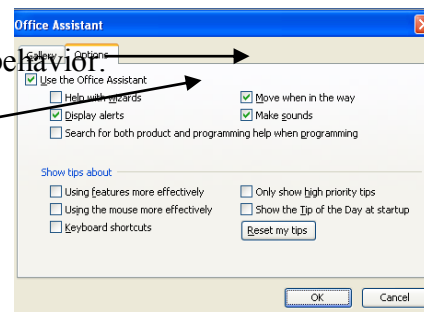 Office Assistant
Gallery Options
behavior.
Use the Office Assistant
Help with wizards
Move when in the way
Display alerts
Make sounds
Search for both product and programming help when programming
Show tips about
Using features more effectively
Only show high priority tips
Using the mouse more effectively
Show the Tip of the Day at startup
Keyboard shortcuts
Reset my tips
OK
Cancel